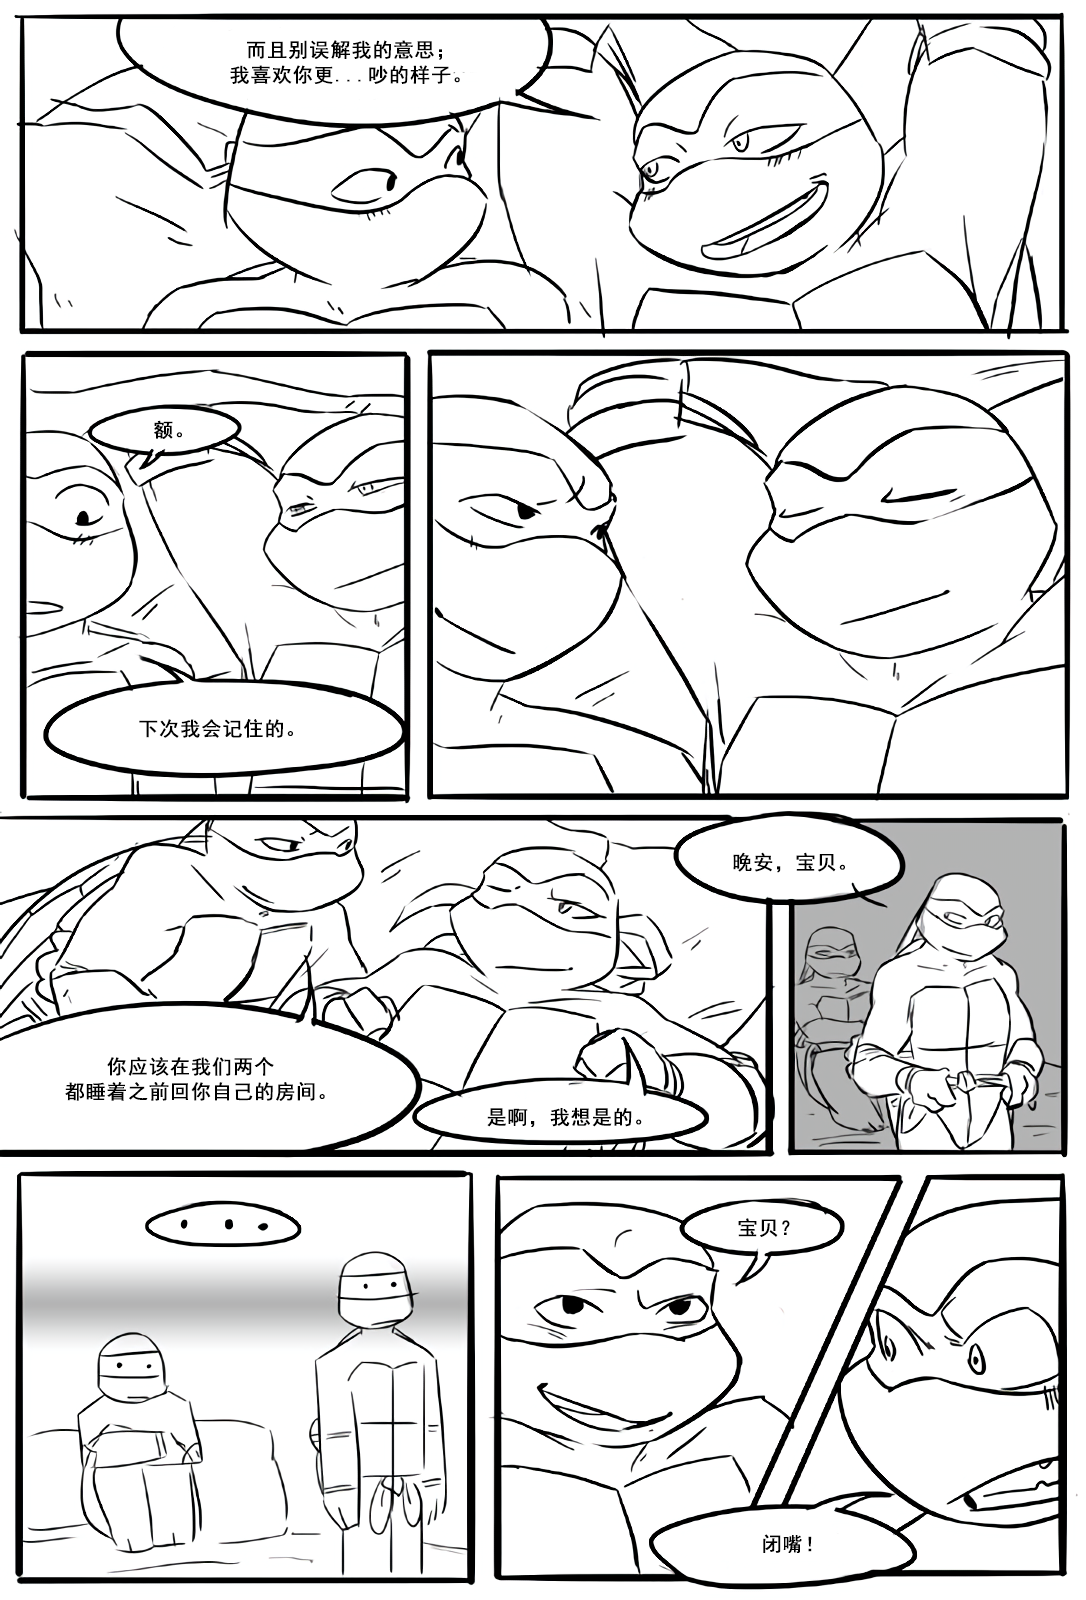 而且别误解我的意思；
我喜欢你更...吵的样子。
额。
下次我会记住的。
你应该在我们两个
都睡着之前回你自己的房间。
是啊，我想是的。
晚安，宝贝。
...
宝贝？
闭嘴！